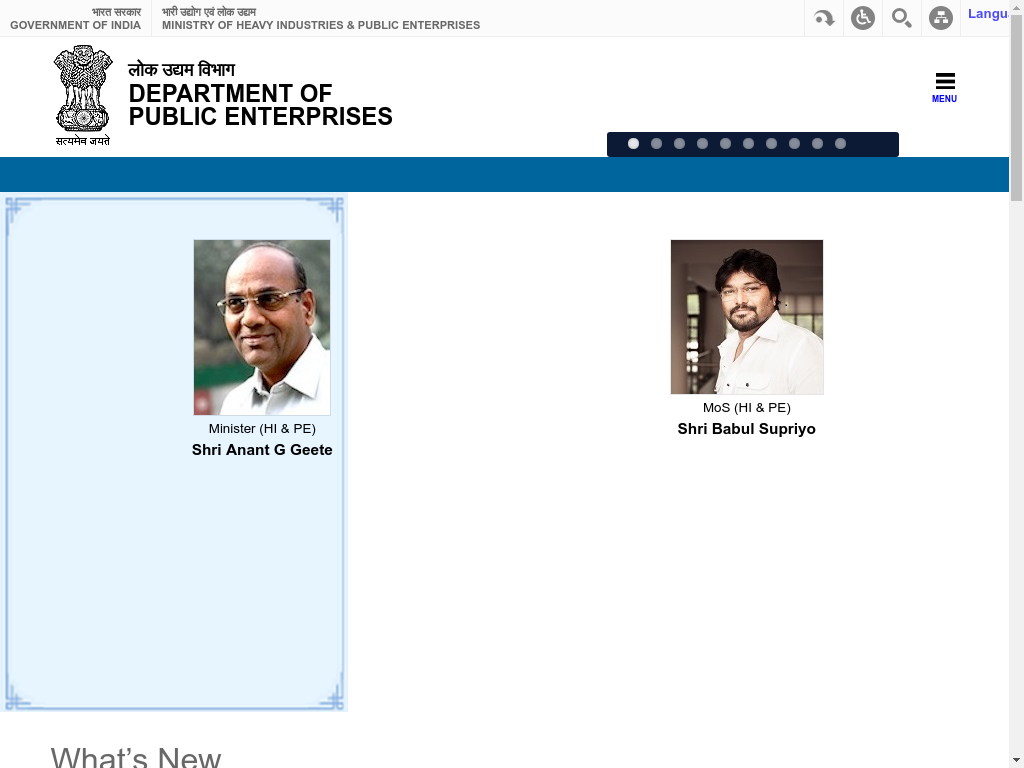 भारत सरकार
GOVERNMENT OF INDIA
भारी उद्योग एवं लोक उद्यम
MINISTRY OF HEAVY INDUSTRIES & PUBLIC ENTERPRISES
सत्यमेव जयते
लोक उद्यम विभाग
DEPARTMENT OF
PUBLIC ENTERPRISES
MENU
Minister (HI & PE)
Shri Anant G Geete
MoS (HI & PE)
Shri Babul Supriyo
What's New